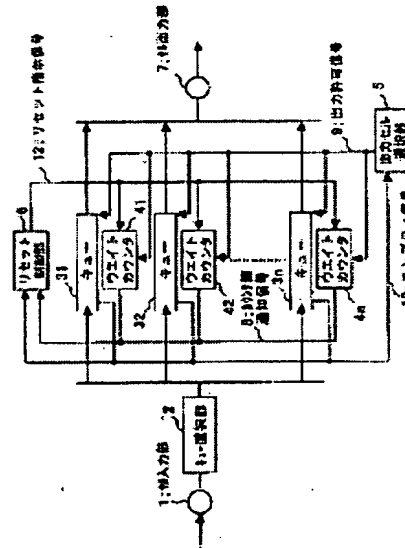 12:リセット指示信号
6
リセット
制御部
31
キュー
ウエイト
カウンタ
41
32
キュー
ウエイト
カウンタ
42
8:カウント値
通知信号
3n
キュー
ウエイト
カウンタ
4n
1:セル入力部
2
キュー選択部
7:セル出力部
9:出力許可信号
5
出力セル
選択部